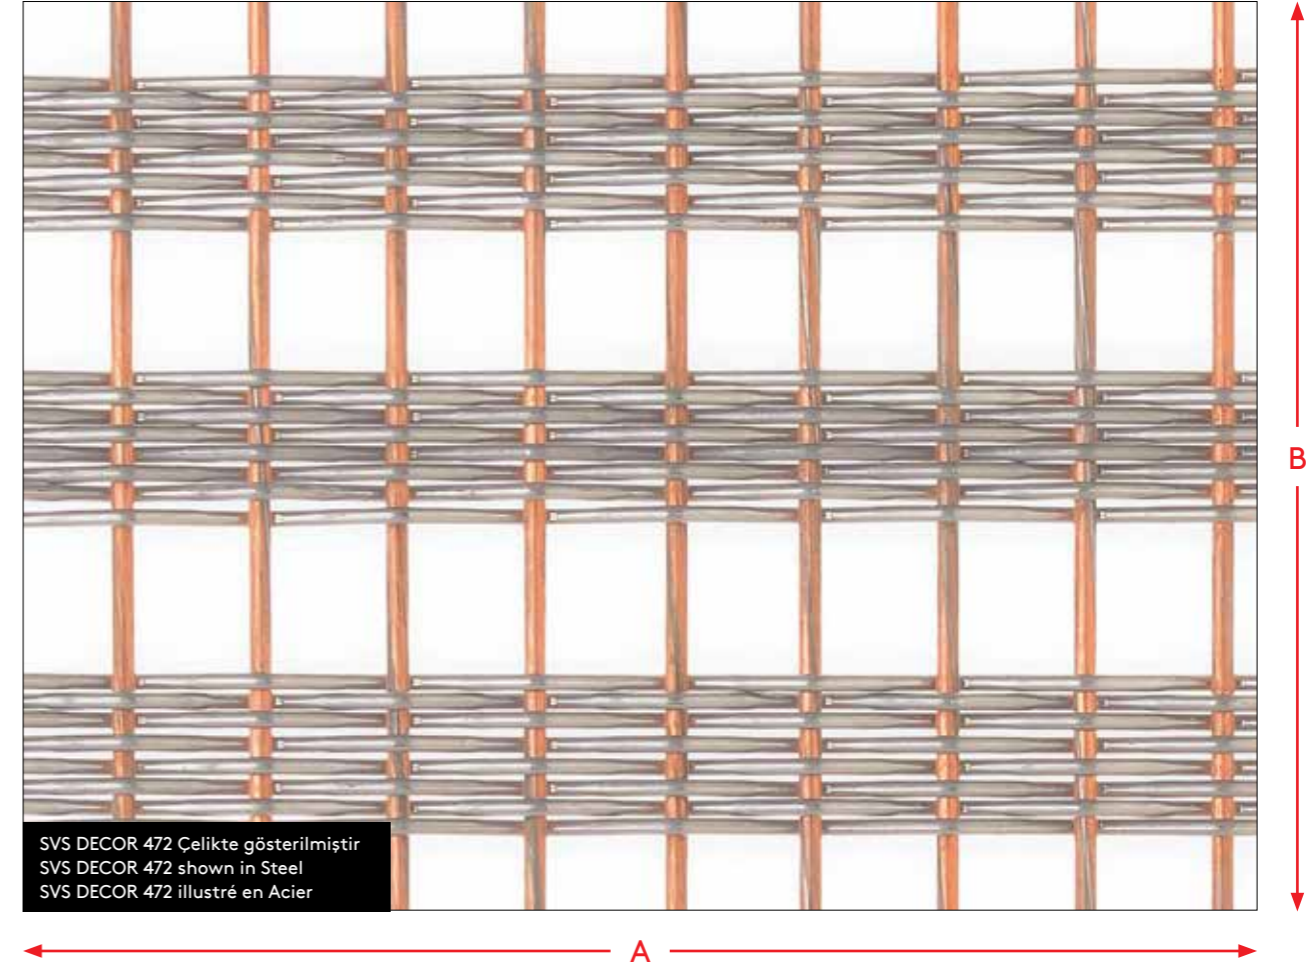 B
SVS DECOR 472 Çelikte gösterilmiştir
SVS DECOR 472 shown in Steel
SVS DECOR 472 illustré en Acier
A